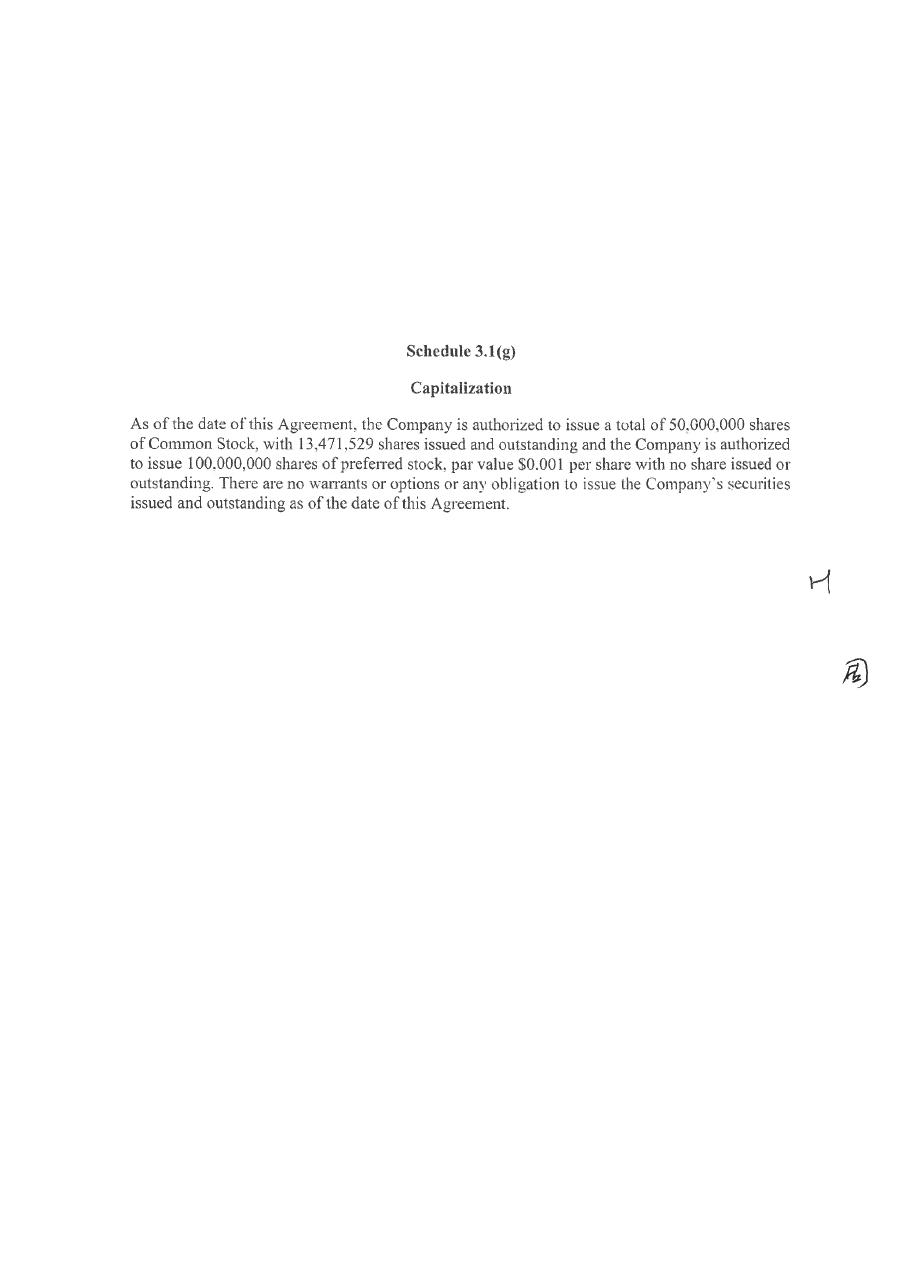 Schedule 3.1(g)
Capitalization
As of the date of this Agreement, the Company is authorized to issue a total of 50,000,000 shares
of Common Stock, with 13,471,529 shares issued and outstanding and the Company is authorized
to issue 100.000,000 shares of preferred stock, par value $0.001 per share with no share issued or
outstanding. There are no warrants or options or any obligation to issue the Company's securities
issued and outstanding as of the date of this Agreement.